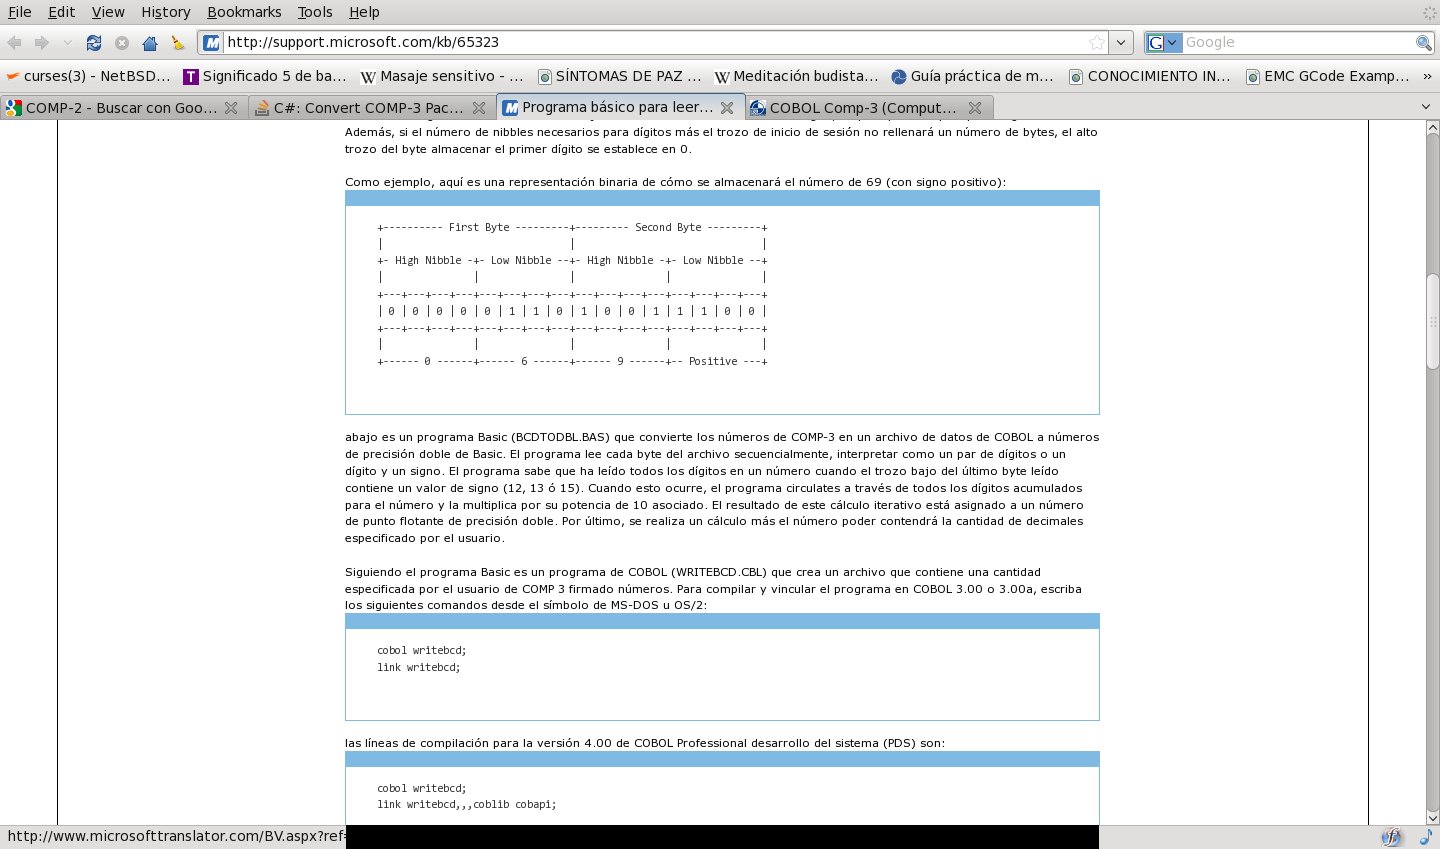 File Edit View History Bookmarks Tools Help
http://support.microsoft.com/kb/65323
Google
curses(3) - NetBSD... Significado 5 de ba... Masaje sensitivo - ... SÍNTOMAS DE PAZ ... Meditación budista... Guía práctica de m... CONOCIMIENTO IN... EMC GCode Examp... »
COMP-2 - Buscar con Goo... C#: Convert COMP-3 Pac... Programa básico para leer... COBOL Comp-3 (Comput...
Además, si el número de nibbles necesarios para dígitos más el trozo de inicio de sesión no rellenará un número de bytes, el alto
trozo del byte almacenar el primer dígito se establece en 0.
Como ejemplo, aquí es una representación binaria de cómo se almacenará el número de 69 (con signo positivo):
+---------- First Byte ---------+--------- Second Byte ---------+
|                               |                               |
+- High Nibble -+- Low Nibble --+- High Nibble -+- Low Nibble --+
|               |               |               |               |
+---+---+---+---+---+---+---+---+---+---+---+---+---+---+---+---+
| 0 | 0 | 0 | 0 | 0 | 1 | 1 | 0 | 1 | 0 | 0 | 1 | 1 | 1 | 0 | 0 |
+---+---+---+---+---+---+---+---+---+---+---+---+---+---+---+---+
|               |               |               |               |
+------ 0 ------+------ 6 ------+------ 9 ------+-- Positive ---+
abajo es un programa Basic (BCDTODBL.BAS) que convierte los números de COMP-3 en un archivo de datos de COBOL a números
de precisión doble de Basic. El programa lee cada byte del archivo secuencialmente, interpretar como un par de dígitos o un
dígito y un signo. El programa sabe que ha leído todos los dígitos en un número cuando el trozo bajo del último byte leído
contiene un valor de signo (12, 13 ó 15). Cuando esto ocurre, el programa circulates a través de todos los dígitos acumulados
para el número y la multiplica por su potencia de 10 asociado. El resultado de este cálculo iterativo está asignado a un número
de punto flotante de precisión doble. Por último, se realiza un cálculo más el número poder contendrá la cantidad de decimales
especificado por el usuario.
Siguiendo el programa Basic es un programa de COBOL (WRITEBCD.CBL) que crea un archivo que contiene una cantidad
especificada por el usuario de COMP 3 firmado números. Para compilar y vincular el programa en COBOL 3.00 o 3.00a, escriba
los siguientes comandos desde el símbolo de MS-DOS u OS/2:
cobol writebcd;
link writebcd;
las líneas de compilación para la versión 4.00 de COBOL Professional desarrollo del sistema (PDS) son:
cobol writebcd;
link writebcd,,,coblib cobapi;
http://www.microsofttranslator.com/BV.aspx?ref=